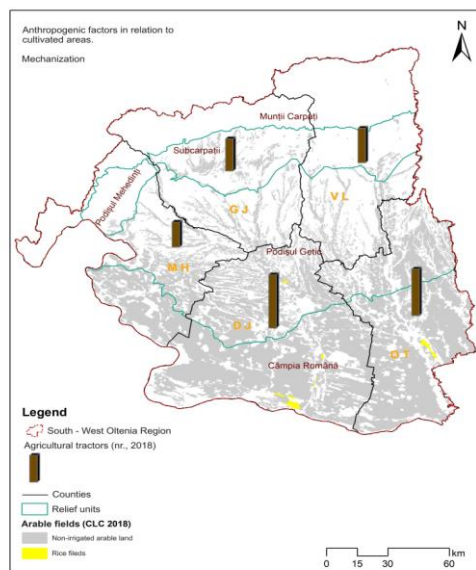 Anthropogenic factors in relation to
cultivated areas.
Mechanization
N
Munții Carpați
Subcarpații
Podișul Mehedinți
G J
V L
M H
Podișul Getic
D J
O T
Câmpia Română
Legend
South - West Oltenia Region
Agricultural tractors (nr., 2018)
Counties
Relief units
Arable fields (CLC 2018)
Non-irrigated arable land
Rice fileds
km
0 15 30 60